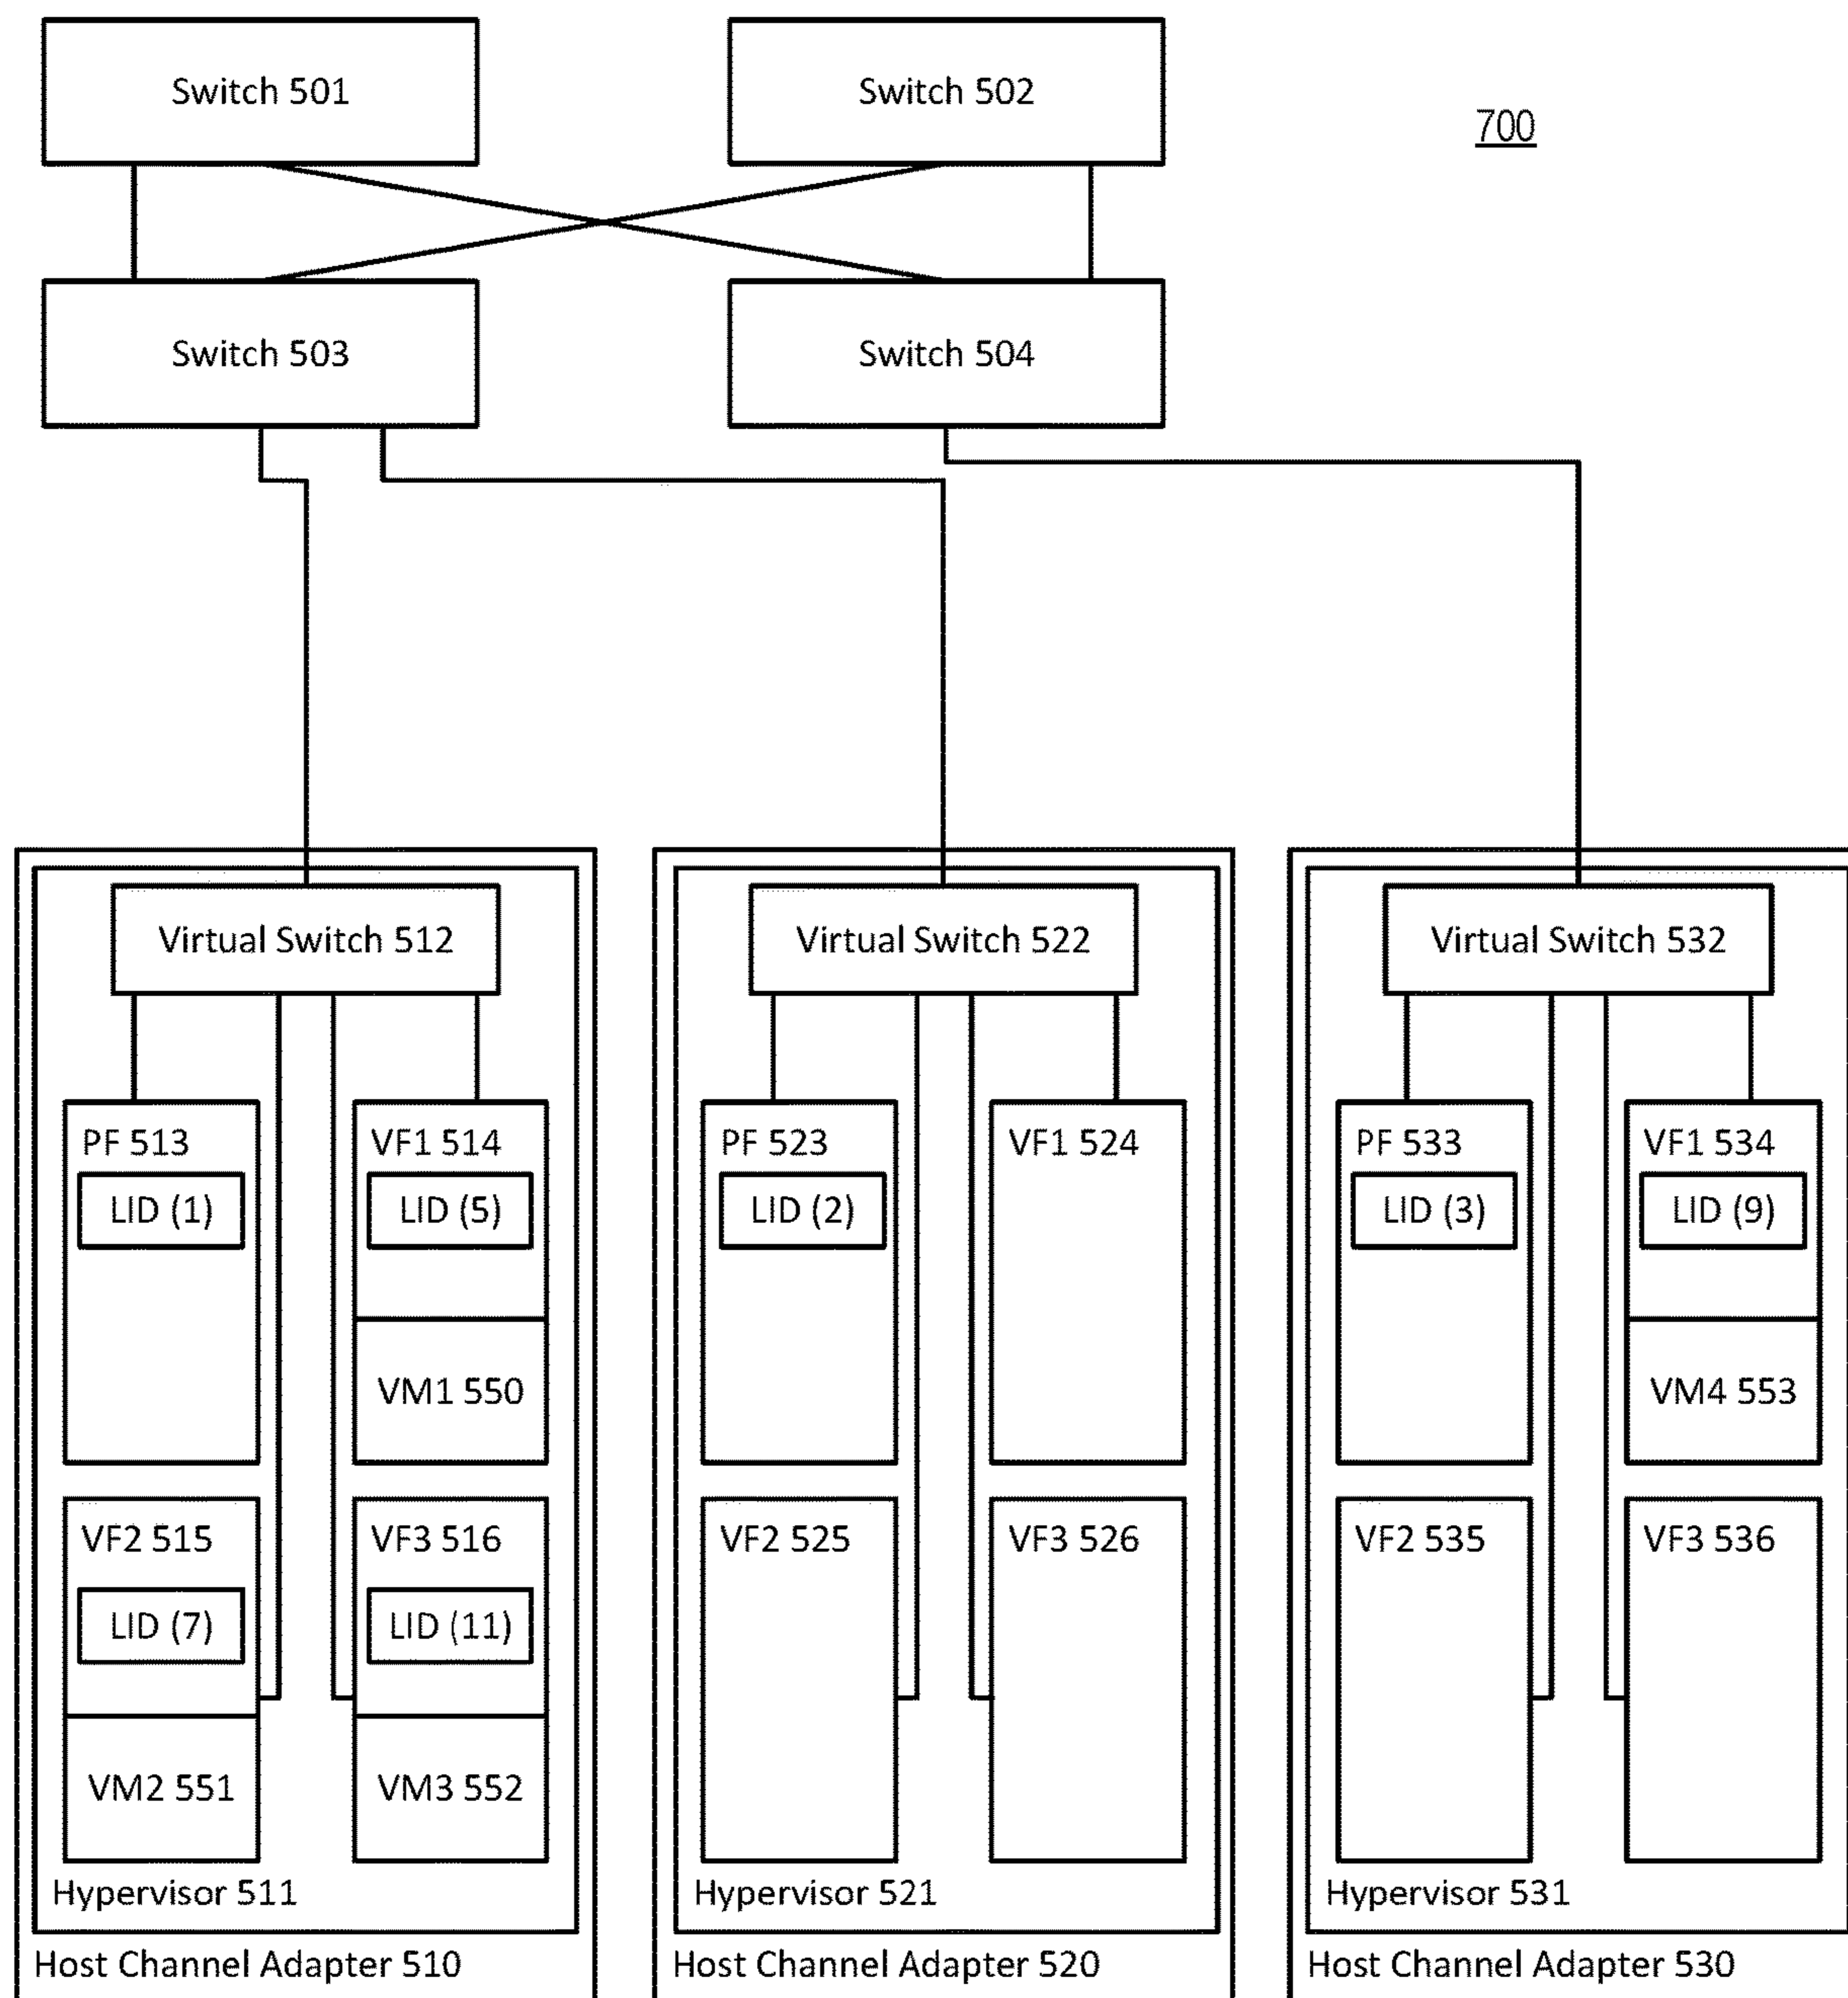 Switch 501
Switch 502
700
Switch 503
Switch 504
Virtual Switch 512
Virtual Switch 522
Virtual Switch 532
PF 513
LID (1)
VF1 514
LID (5)
VM1 550
PF 523
LID (2)
VF1 524
PF 533
LID (3)
VF1 534
LID (9)
VM4 553
VF2 515
LID (7)
VM2 551
VF3 516
LID (11)
VM3 552
VF2 525
VF3 526
VF2 535
VF3 536
Hypervisor 511
Hypervisor 521
Hypervisor 531
Host Channel Adapter 510
Host Channel Adapter 520
Host Channel Adapter 530